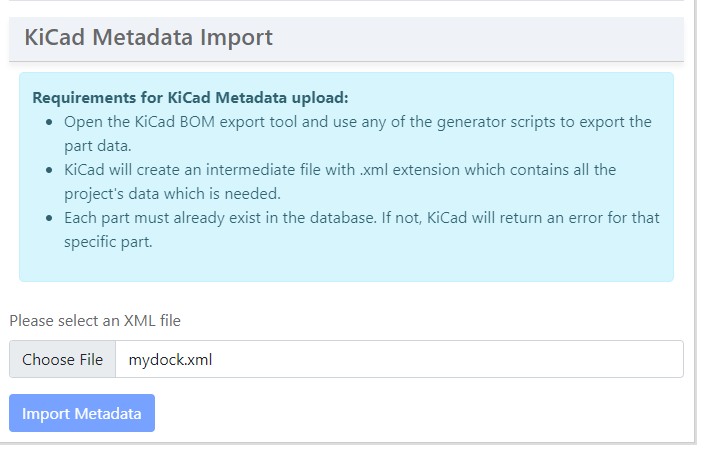 KiCad Metadata Import
Requirements for KiCad Metadata upload:
• Open the KiCad BOM export tool and use any of the generator scripts to export the
part data.
• KiCad will create an intermediate file with .xml extension which contains all the
project's data which is needed.
• Each part must already exist in the database. If not, KiCad will return an error for that
specific part.
Please select an XML file
Choose File mydock.xml
Import Metadata